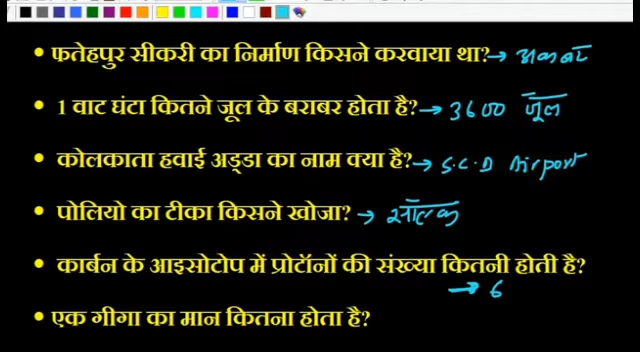 • फतेहपुर सीकरी का निर्माण किसने करवाया था? → अकबर
• 1 वाट घंटा कितने जूल के बराबर होता है? → 3600 जूल
• कोलकाता हवाई अड्डा का नाम क्या है? → S.C.D Airport
• पोलियो का टीका किसने खोजा? → सॉल्क
• कार्बन के आइसोटोप में प्रोटॉनों की संख्या कितनी होती है?
→ 6
• एक गीगा का मान कितना होता है?